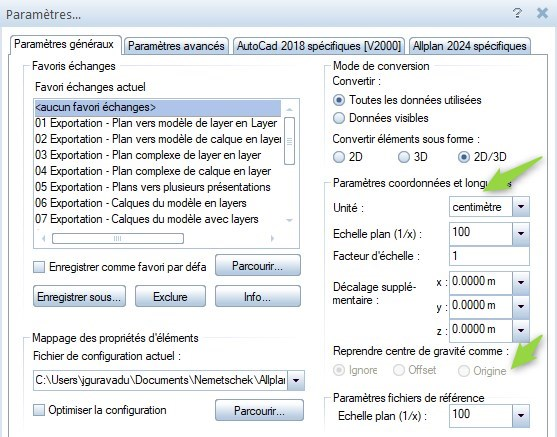 Paramètres...
Paramètres généraux
Paramètres avancés
AutoCad 2018 spécifiques [V2000]
Allplan 2024 spécifiques
Favoris échanges
Favori échanges actuel
<aucun favori échanges>
01 Exportation - Plan vers modèle de layer en Layer
02 Exportation - Plan vers modèle de calque en layer
03 Exportation - Plan complexe de layer en layer
04 Exportation - Plan complexe de calque en layer
05 Exportation - Plans vers plusieurs présentations
06 Exportation - Calques du modèle en layers
07 Exportation - Calques du modèle avec layers
Enregistrer comme favori par défa
Parcourir...
Enregistrer sous...
Exclure
Info...
Mappage des propriétés d'éléments
Fichier de configuration actuel :
C:\Users\jguravadu\Documents\Nemetschek\Allplar
Optimiser la configuration
Parcourir...
Mode de conversion
Convertir :
Toutes les données utilisées
Données visibles
Convertir éléments sous forme :
2D
3D
2D/3D
Paramètres coordonnées et longueurs
Unité :
centimètre
Echelle plan (1/x) :
100
Facteur d'échelle :
1
Décalage supplé-
mentaire :
x :
0.0000 m
y :
0.0000 m
z :
0.0000 m
Reprendre centre de gravité comme :
Ignore
Offset
Origine
Paramètres fichiers de référence
Echelle plan (1/x) :
100